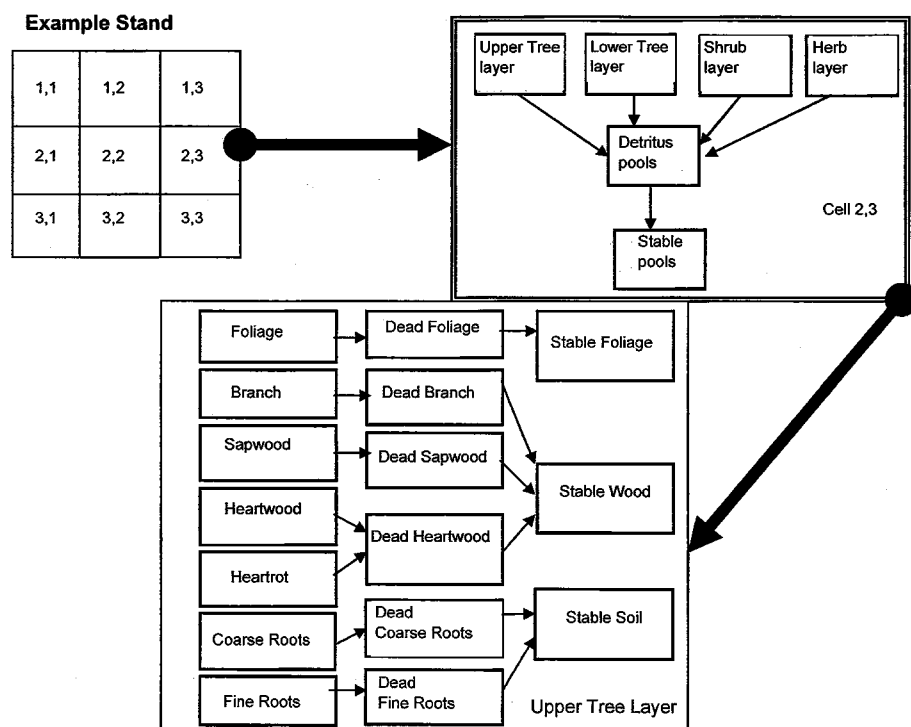 Example Stand
1,1 1,2 1,3
2,1 2,2 2,3
3,1 3,2 3,3
Upper Tree
layer
Lower Tree
layer
Shrub
layer
Herb
layer
Detritus
pools
Stable
pools
Cell 2,3
Foliage
Dead Foliage
Stable Foliage
Branch
Dead Branch
Sapwood
Dead Sapwood
Stable Wood
Heartwood
Dead Heartwood
Heartrot
Coarse Roots
Dead
Coarse Roots
Stable Soil
Fine Roots
Dead
Fine Roots
Upper Tree Layer